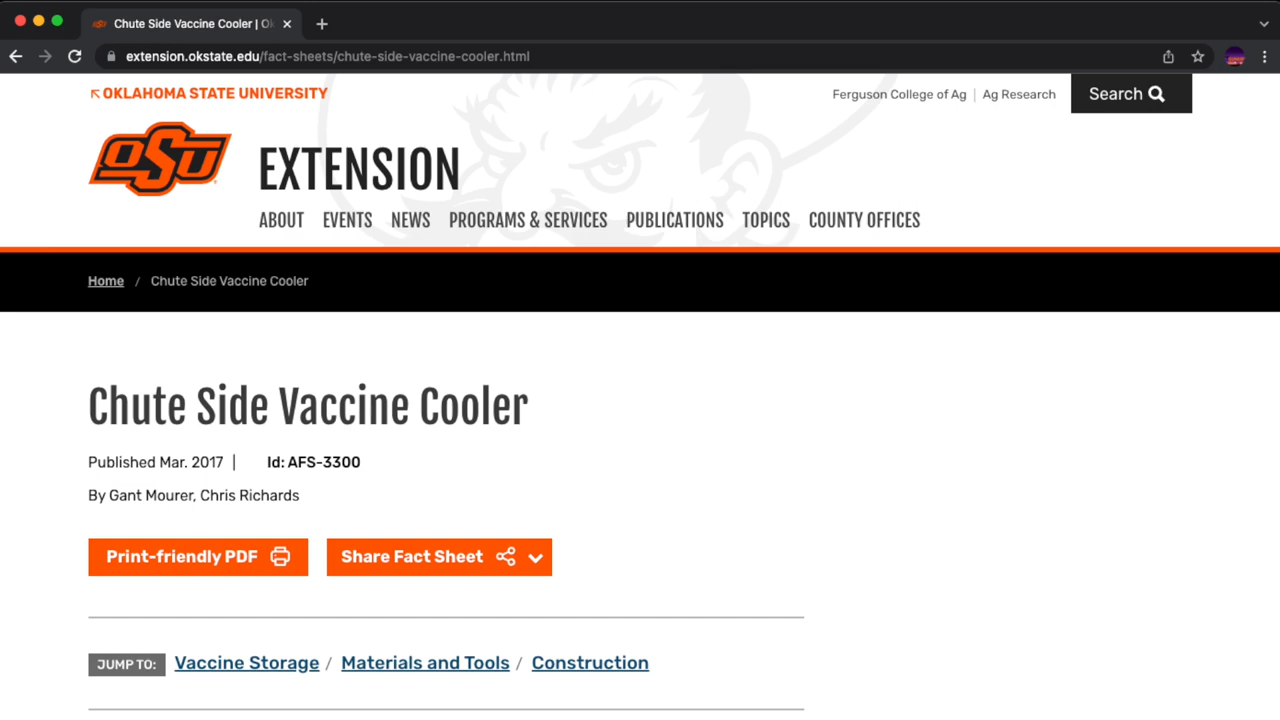 Chute Side Vaccine Cooler | Ok
extension.okstate.edu/fact-sheets/chute-side-vaccine-cooler.html
OKLAHOMA STATE UNIVERSITY
Ferguson College of Ag | Ag Research
Search
OSU
EXTENSION
ABOUT EVENTS NEWS PROGRAMS & SERVICES PUBLICATIONS TOPICS COUNTY OFFICES
Home / Chute Side Vaccine Cooler
Chute Side Vaccine Cooler
Published Mar. 2017 | Id: AFS-3300
By Gant Mourer, Chris Richards
Print-friendly PDF Share Fact Sheet
JUMP TO: Vaccine Storage / Materials and Tools / Construction